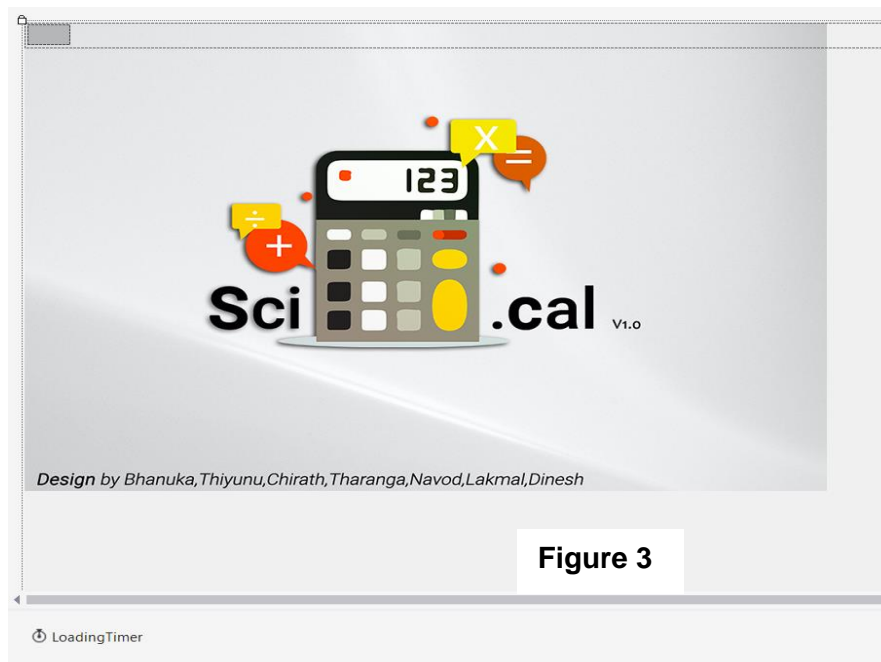 X
=
123
÷
+
Sci .cal V1.0
Design by Bhanuka,Thiyunu,Chirath,Tharanga,Navod,Lakmal,Dinesh
Figure 3
LoadingTimer